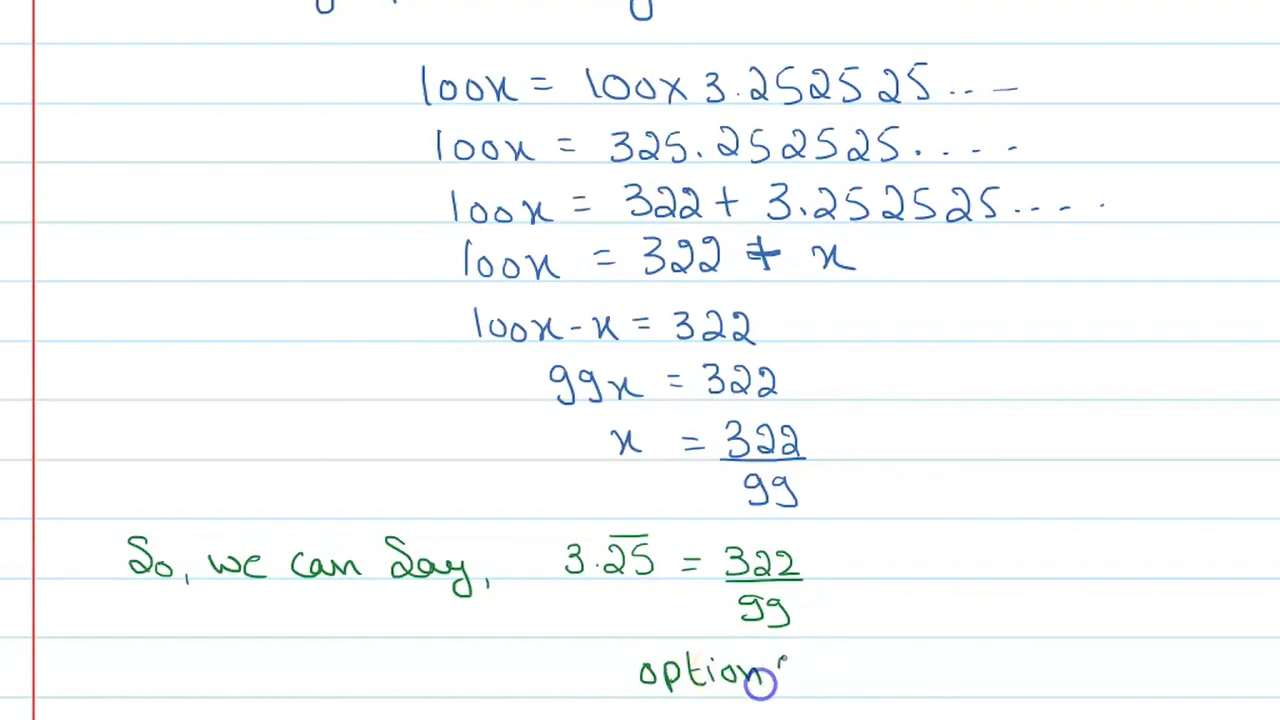 100x = 100 x 3.252525...
100x = 325.252525....
100x = 322 + 3.252525....
100x = 322 + x
100x - x = 322
99x = 322
x = 322/99
So, we can Say, 3.2̅5̅ = 322/99
option